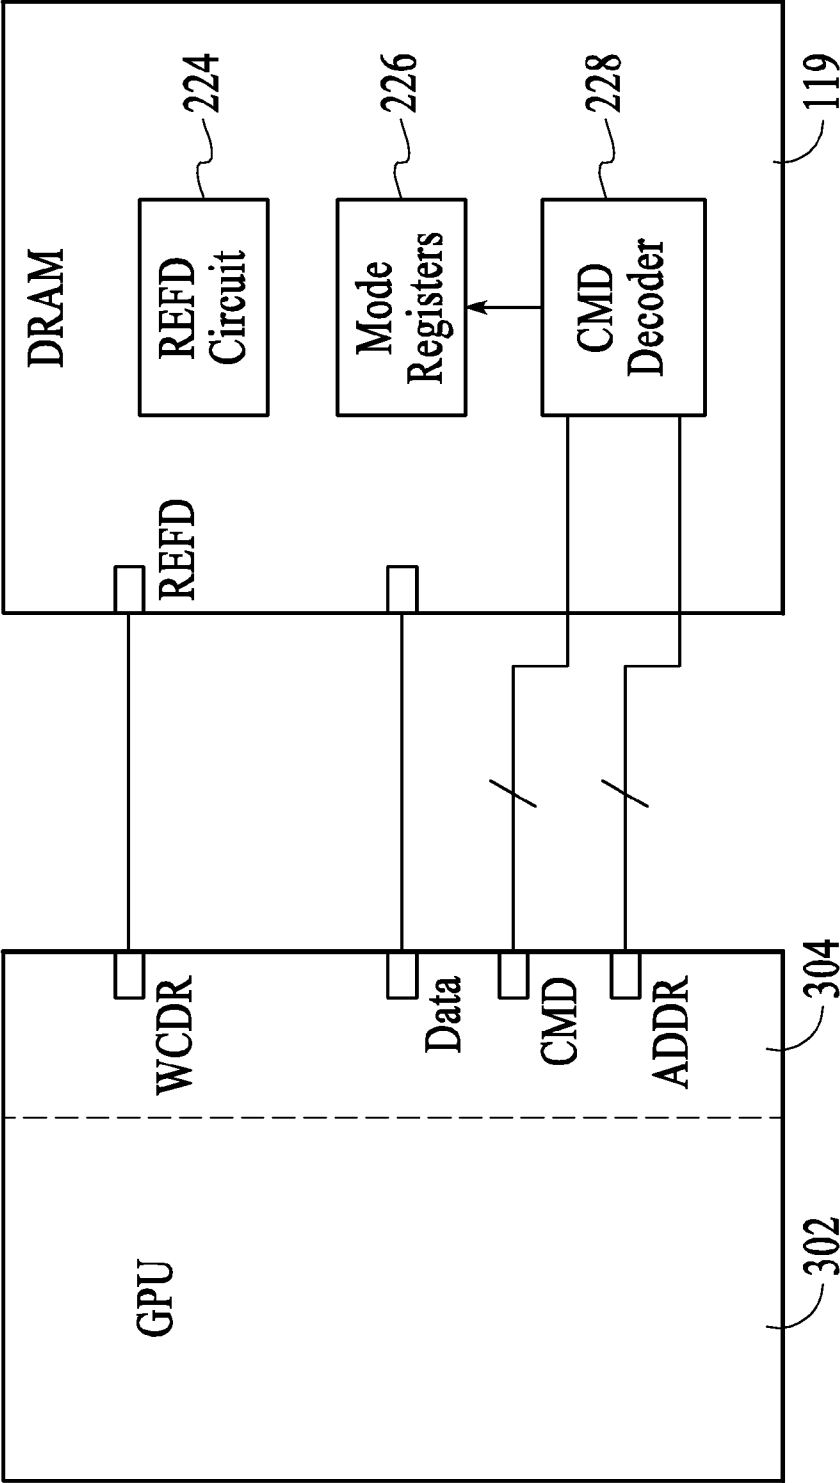 GPU
WCDR
Data
CMD
ADDR
302
304
DRAM
REFD
REFD
Circuit
224
Mode
Registers
226
CMD
Decoder
228
119